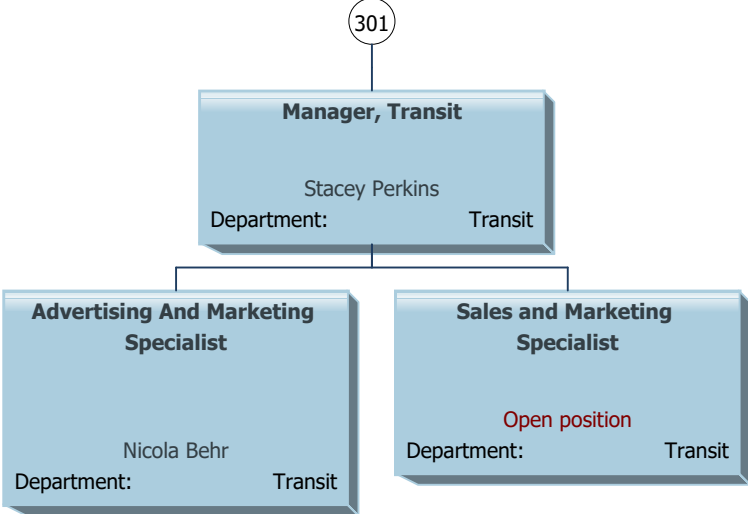 301
Manager, Transit
Stacey Perkins
Department: Transit
Advertising And Marketing
Specialist
Nicola Behr
Department: Transit
Sales and Marketing
Specialist
Open position
Department: Transit